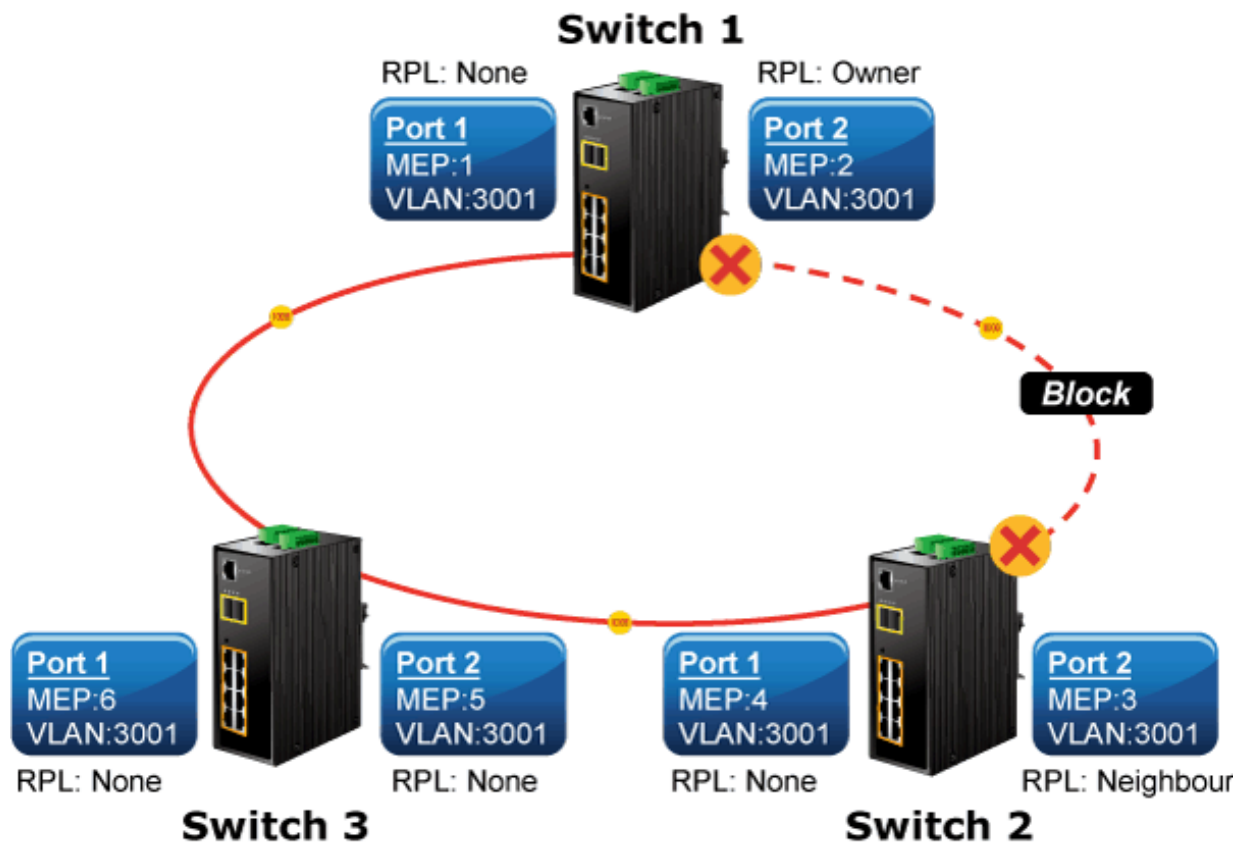 Switch 1
RPL: None
RPL: Owner
Port 1
MEP:1
VLAN:3001
Port 2
MEP:2
VLAN:3001
Block
Port 1
MEP:6
VLAN:3001
Port 2
MEP:5
VLAN:3001
Port 1
MEP:4
VLAN:3001
Port 2
MEP:3
VLAN:3001
RPL: None
RPL: None
RPL: None
RPL: Neighbour
Switch 3
Switch 2